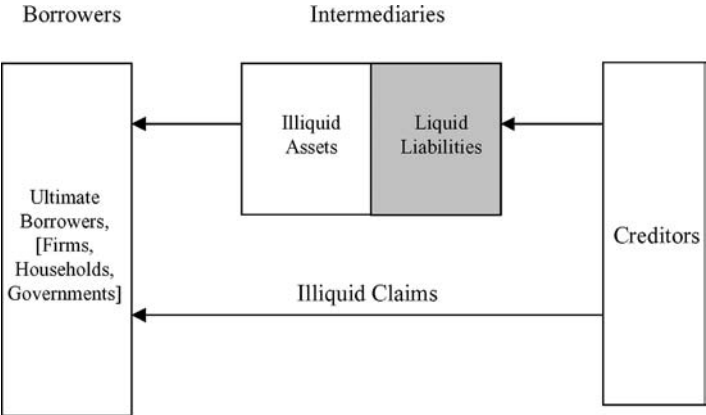 Borrowers
Intermediaries
Illiquid
Assets
Liquid
Liabilities
Ultimate
Borrowers,
[Firms,
Households,
Governments]
Creditors
Illiquid Claims